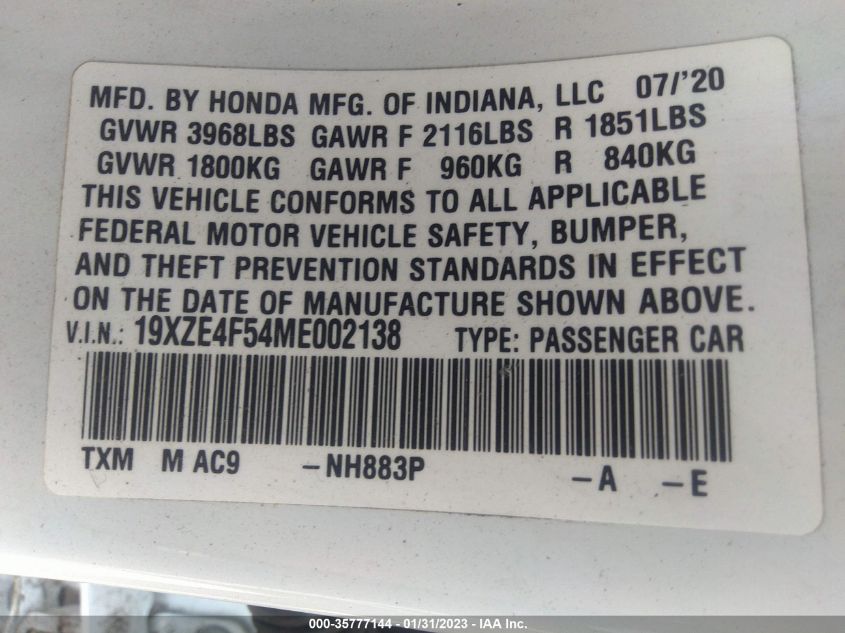 MFD. BY HONDA MFG. OF INDIANA, LLC 07/'20
GVWR 3968LBS GAWR F 2116LBS R 1851LBS
GVWR 1800KG GAWR F 960KG R 840KG
THIS VEHICLE CONFORMS TO ALL APPLICABLE
FEDERAL MOTOR VEHICLE SAFETY, BUMPER,
AND THEFT PREVENTION STANDARDS IN EFFECT
ON THE DATE OF MANUFACTURE SHOWN ABOVE.
V.I.N.: 19XZE4F54ME002138 TYPE: PASSENGER CAR
TXM M AC9 -NH883P -A -E
000-35777144 - 01/31/2023 - IAA Inc.